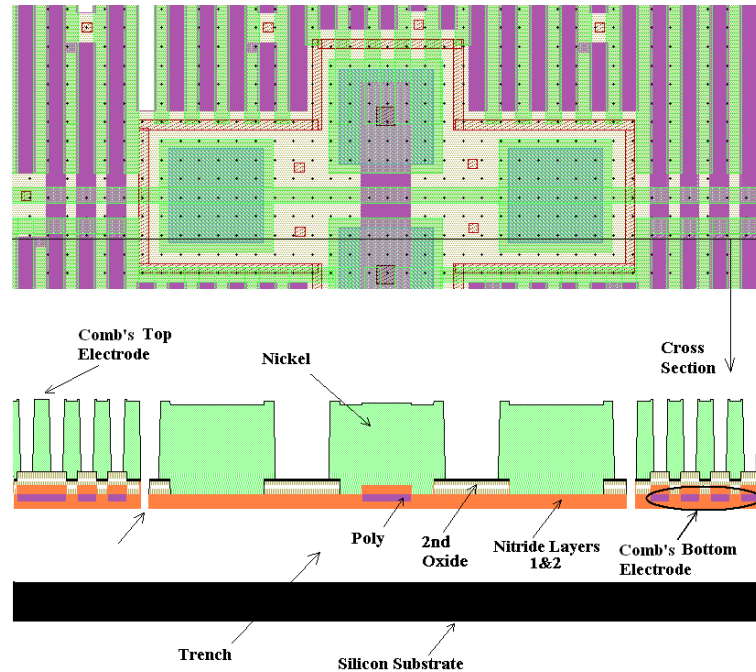 Comb's Top
Electrode
Nickel
Cross
Section
Poly
2nd
Oxide
Nitride Layers
1&2
Comb's Bottom
Electrode
Trench
Silicon Substrate